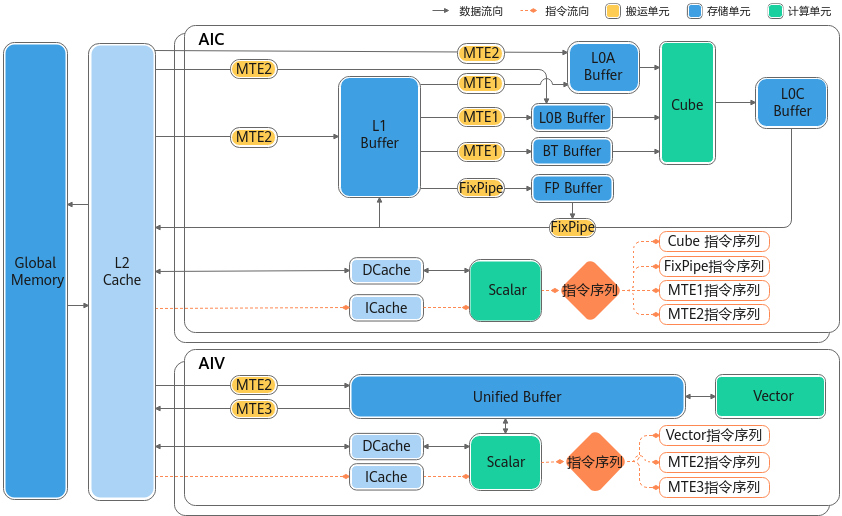 数据流向
指令流向
搬运单元
存储单元
计算单元
AIC
MTE2
MTE2
MTE2
MTE1
MTE1
MTE1
FixPipe
L1
Buffer
L0A
Buffer
L0B Buffer
BT Buffer
FP Buffer
FixPipe
Cube
L0C
Buffer
Global
Memory
L2
Cache
DCache
ICache
Scalar
指令序列
Cube 指令序列
FixPipe指令序列
MTE1指令序列
MTE2指令序列
AIV
MTE2
MTE3
Unified Buffer
Vector
DCache
ICache
Scalar
指令序列
Vector指令序列
MTE2指令序列
MTE3指令序列